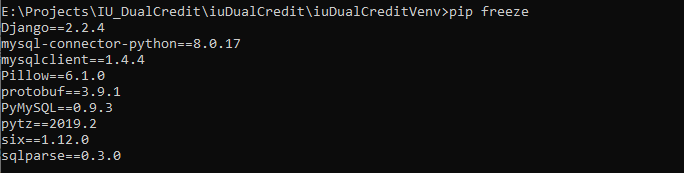 E:\Projects\IU_DualCredit\iuDualCredit\iuDualCreditVenv>pip freeze
Django==2.2.4
mysql-connector-python==8.0.17
mysqlclient==1.4.4
Pillow==6.1.0
protobuf==3.9.1
PyMySQL==0.9.3
pytz==2019.2
six==1.12.0
sqlparse==0.3.0